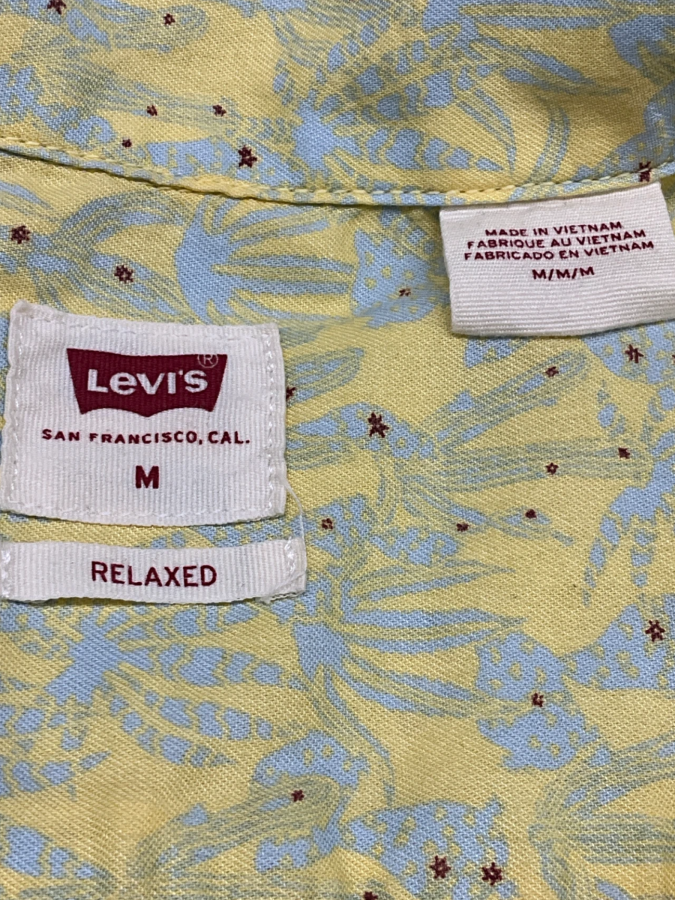 MADE IN VIETNAM
FABRIQUE AU VIETNAM
FABRICADO EN VIETNAM
M/M/M
LEVI'S®
SAN FRANCISCO, CAL.
M
RELAXED